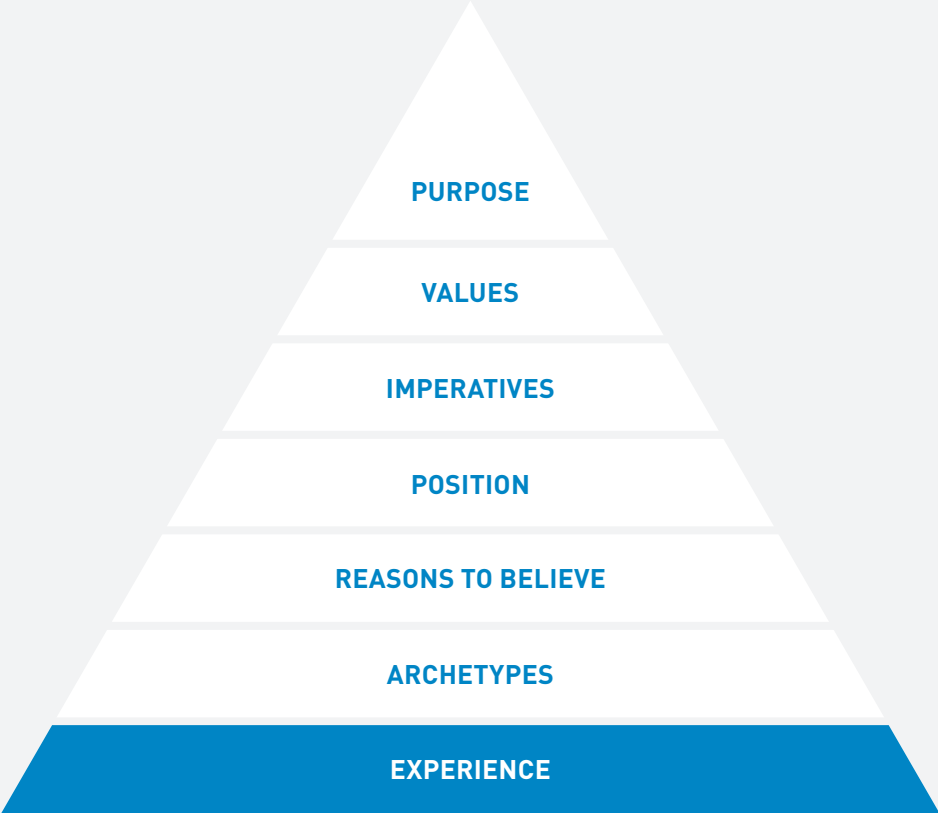 PURPOSE
VALUES
IMPERATIVES
POSITION
REASONS TO BELIEVE
ARCHETYPES
EXPERIENCE